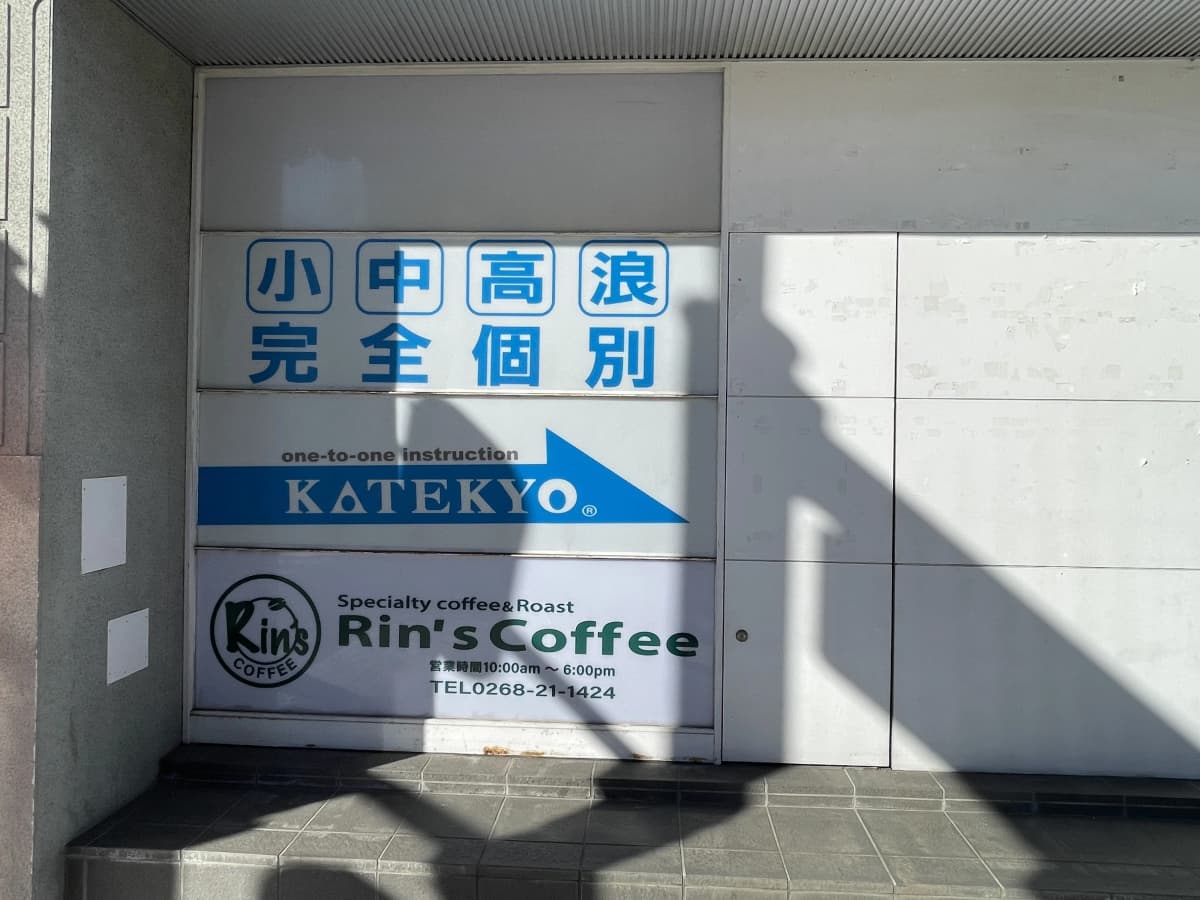 小中高浪
完全個別
one-to-one instruction
KATEKYO®
Rin's
COFFEE
Specialty coffee&Roast
Rin's Coffee
営業時間10:00am 〜 6:00pm
TEL0268-21-1424